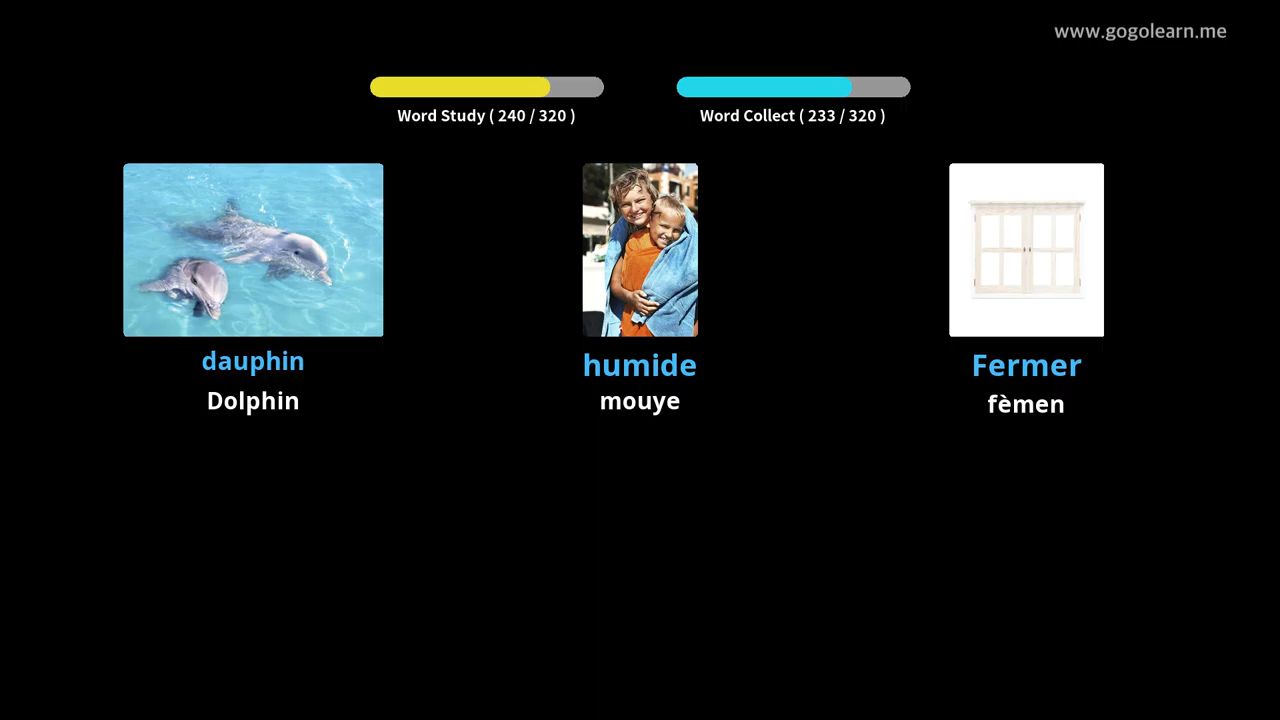 www.gogolearn.me
Word Study ( 240 / 320 )
Word Collect ( 233 / 320 )
dauphin
Dolphin
humide
mouye
Fermer
fèmen